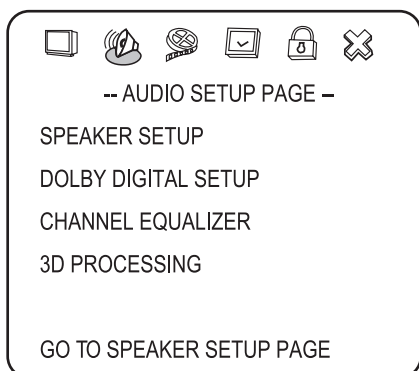 -- AUDIO SETUP PAGE –
SPEAKER SETUP
DOLBY DIGITAL SETUP
CHANNEL EQUALIZER
3D PROCESSING
GO TO SPEAKER SETUP PAGE